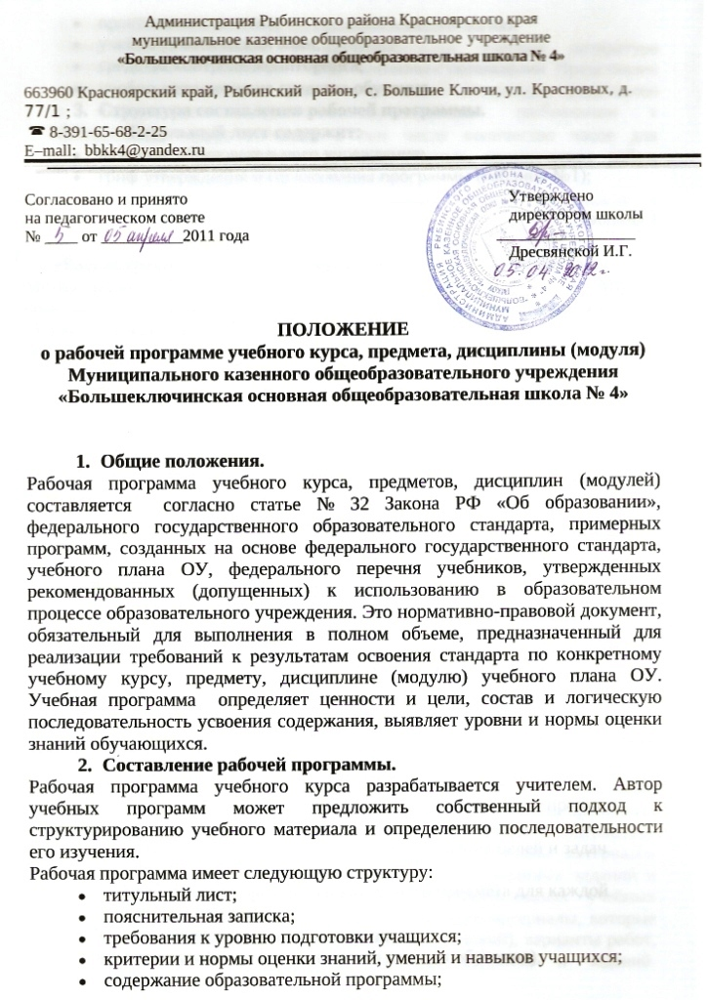 Администрация Рыбинского района Красноярского края
муниципальное казенное общеобразовательное учреждение
«Большеключинская основная общеобразовательная школа № 4»
663960 Красноярский край, Рыбинский район, с. Большие Ключи, ул. Красновых, д.
77/1 ;
☎ 8-391-65-68-2-25
E–mall: bbkk4@yandex.ru
Согласовано и принято
на педагогическом совете
№ 5 от 05 апреля 2011 года
Утверждено
директором школы
Дресвянской И.Г.
05.04.2012г.
ПОЛОЖЕНИЕ
о рабочей программе учебного курса, предмета, дисциплины (модуля)
Муниципального казенного общеобразовательного учреждения
«Большеключинская основная общеобразовательная школа № 4»
1. Общие положения.
Рабочая программа учебного курса, предметов, дисциплин (модулей)
составляется согласно статье № 32 Закона РФ «Об образовании»,
федерального государственного образовательного стандарта, примерных
программ, созданных на основе федерального государственного стандарта,
учебного плана ОУ, федерального перечня учебников, утвержденных
рекомендованных (допущенных) к использованию в образовательном
процессе образовательного учреждения. Это нормативно-правовой документ,
обязательный для выполнения в полном объеме, предназначенный для
реализации требований к результатам освоения стандарта по конкретному
учебному курсу, предмету, дисциплине (модулю) учебного плана ОУ.
Учебная программа определяет ценности и цели, состав и логическую
последовательность усвоения содержания, выявляет уровни и нормы оценки
знаний обучающихся.
2. Составление рабочей программы.
Рабочая программа учебного курса разрабатывается учителем. Автор
учебных программ может предложить собственный подход к
структурированию учебного материала и определению последовательности
его изучения.
Рабочая программа имеет следующую структуру:
• титульный лист;
• пояснительная записка;
• требования к уровню подготовки учащихся;
• критерии и нормы оценки знаний, умений и навыков учащихся;
• содержание образовательной программы;